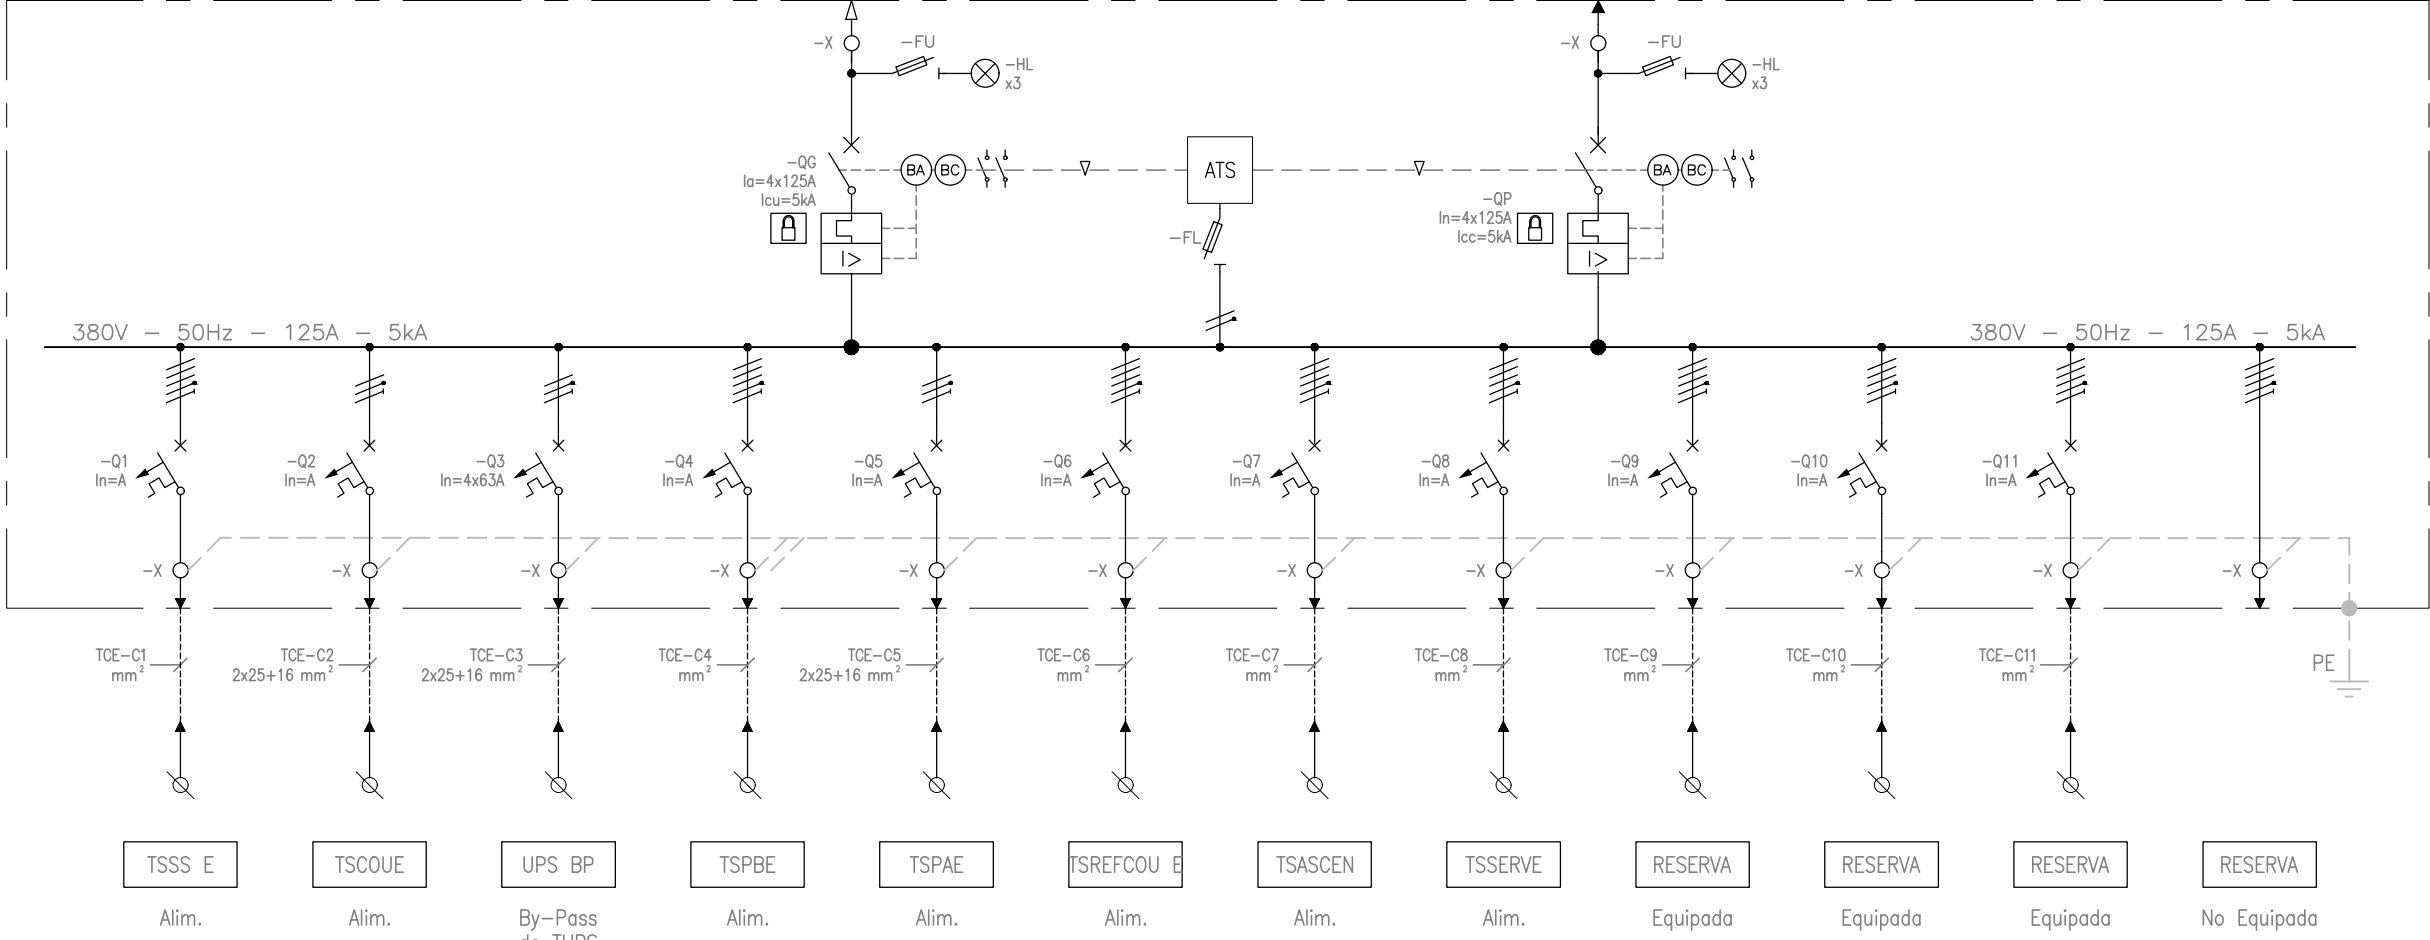 -X
-FU
-HL
x3
-X
-FU
-HL
x3
-QG
Ia=4x125A
Icu=5kA
BA
BC
ATS
-FL
-QP
In=4x125A
Icc=5kA
BA
BC
I>
I>
380V - 50Hz - 125A - 5kA
380V - 50Hz - 125A - 5kA
-Q1
In=A
-Q2
In=A
-Q3
In=4x63A
-Q4
In=A
-Q5
In=A
-Q6
In=A
-Q7
In=A
-Q8
In=A
-Q9
In=A
-Q10
In=A
-Q11
In=A
-X
-X
-X
-X
-X
-X
-X
-X
-X
-X
-X
-X
TCE-C1
mm²
TCE-C2
2x25+16 mm²
TCE-C3
2x25+16 mm²
TCE-C4
mm²
TCE-C5
2x25+16 mm²
TCE-C6
mm²
TCE-C7
mm²
TCE-C8
mm²
TCE-C9
mm²
TCE-C10
mm²
TCE-C11
mm²
PE
TSSS E
TSCOUE
UPS BP
TSPBE
TSPAE
TSREFCOU E
TSASCEN
TSSERVE
RESERVA
RESERVA
RESERVA
RESERVA
Alim.
Alim.
By-Pass
Alim.
Alim.
Alim.
Alim.
Alim.
Equipada
Equipada
Equipada
No Equipada